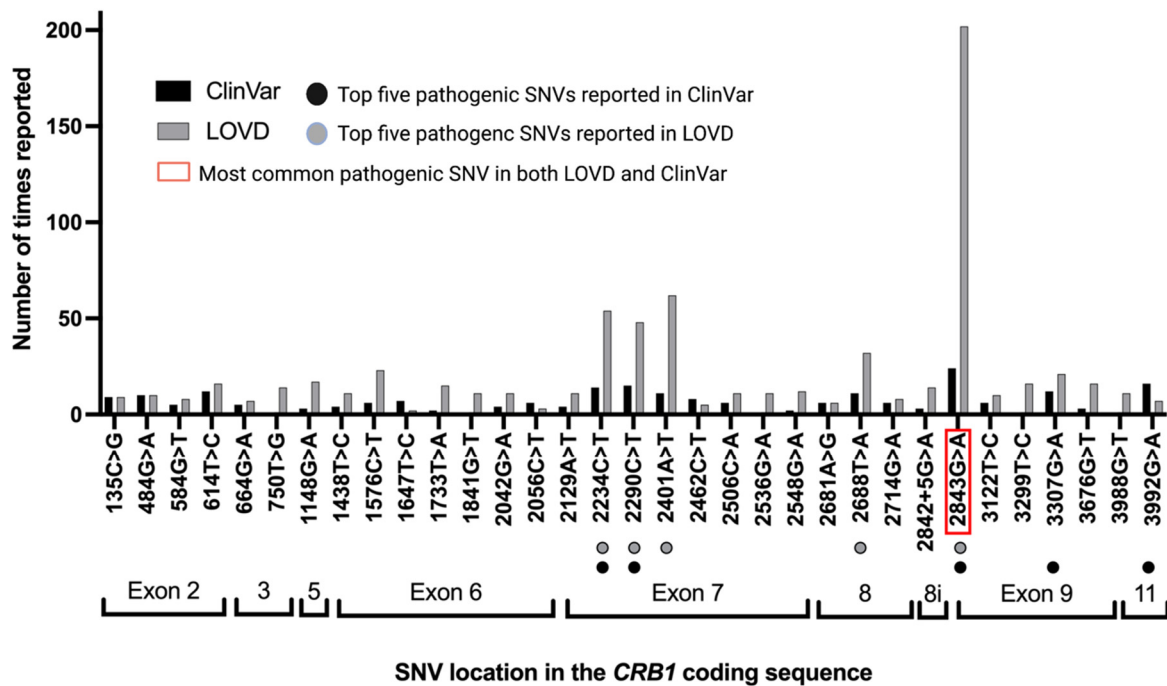 Number of times reported
200
150
100
50
0
ClinVar
Top five pathogenic SNVs reported in ClinVar
LOVD
Top five pathogenc SNVs reported in LOVD
Most common pathogenic SNV in both LOVD and ClinVar
135C>G
484G>A
584G>T
614T>C
664G>A
750T>G
1148G>A
1438T>C
1576C>T
1647T>C
1733T>A
1841G>T
2042G>A
2056C>T
2129A>T
2234C>T
2290C>T
2401A>T
2462T>C
2506C>A
2536G>A
2548G>A
2681A>G
2688T>A
2714G>A
2842+5G>A
2843G>A
3122T>C
3299T>C
3307G>A
3676G>T
3988G>T
3992G>A
Exon 2
3
5
Exon 6
Exon 7
8
8i
Exon 9
11
SNV location in the CRB1 coding sequence